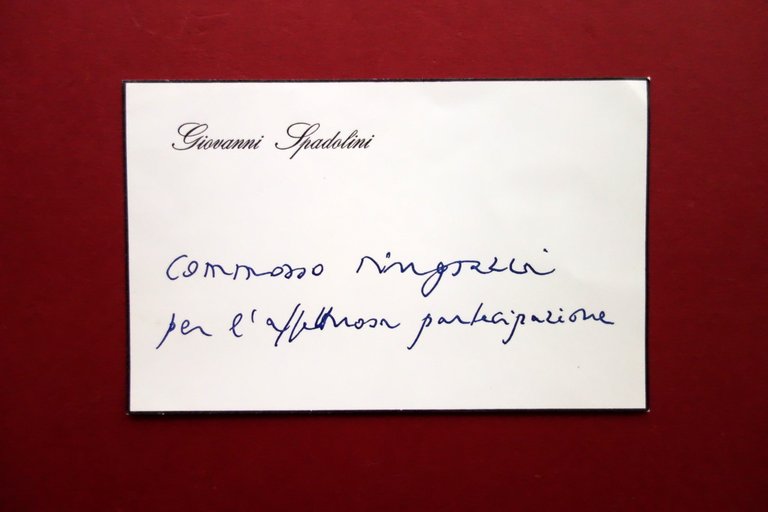 Giovanni Spadolini
commosso ringrazia
per l'affettuosa partecipazione